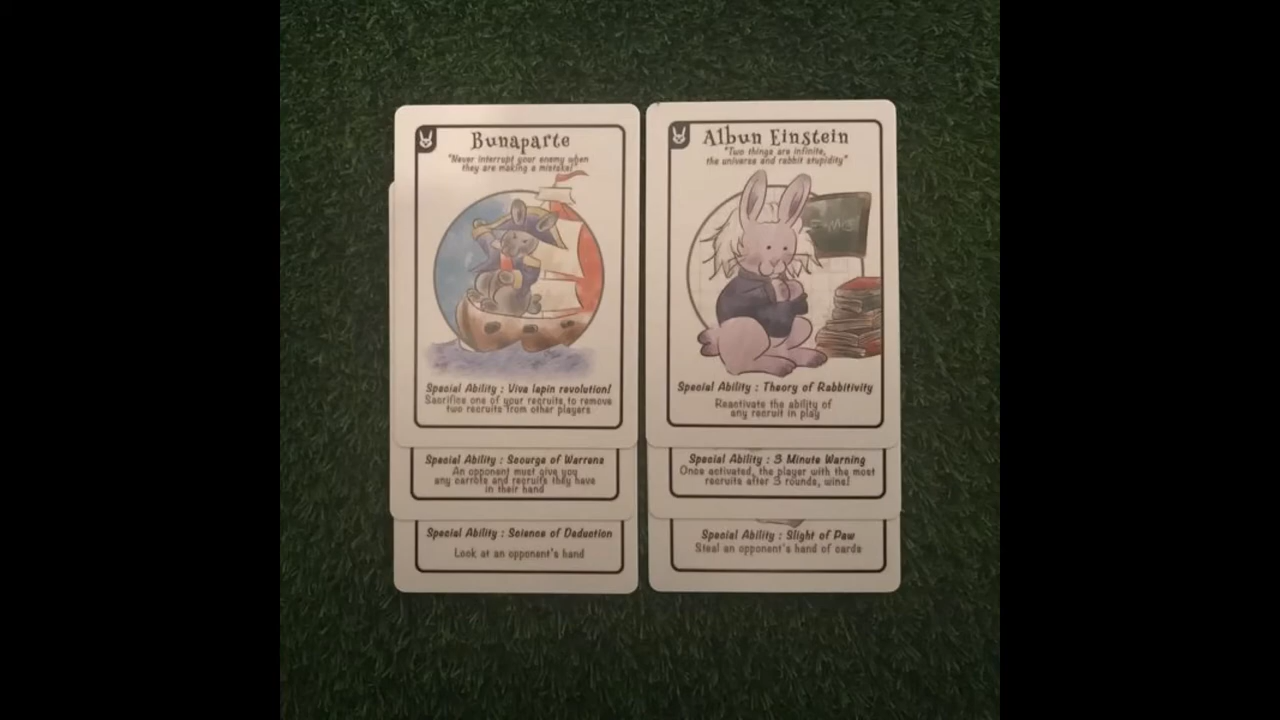 Bunaparte
"Never interrupt your enemy when
they are making a mistake!"
Special Ability : Viva lapin revolution!
Sacrifice one of your recruits to remove
two recruits from other players
Special Ability : Scourge of Warrens
An opponent must give you
any carrots and recruits they have
in their hand
Special Ability : Science of Deduction
Look at an opponent's hand
Albun Einstein
"Two things are infinite,
the universe and rabbit stupidity"
Special Ability : Theory of Rabbitivity
Reactivate the ability of
any recruit in play
Special Ability : 3 Minute Warning
Once activated, the player with the most
recruits after 3 rounds, wins!
Special Ability : Slight of Paw
Steal an opponent's hand of cards